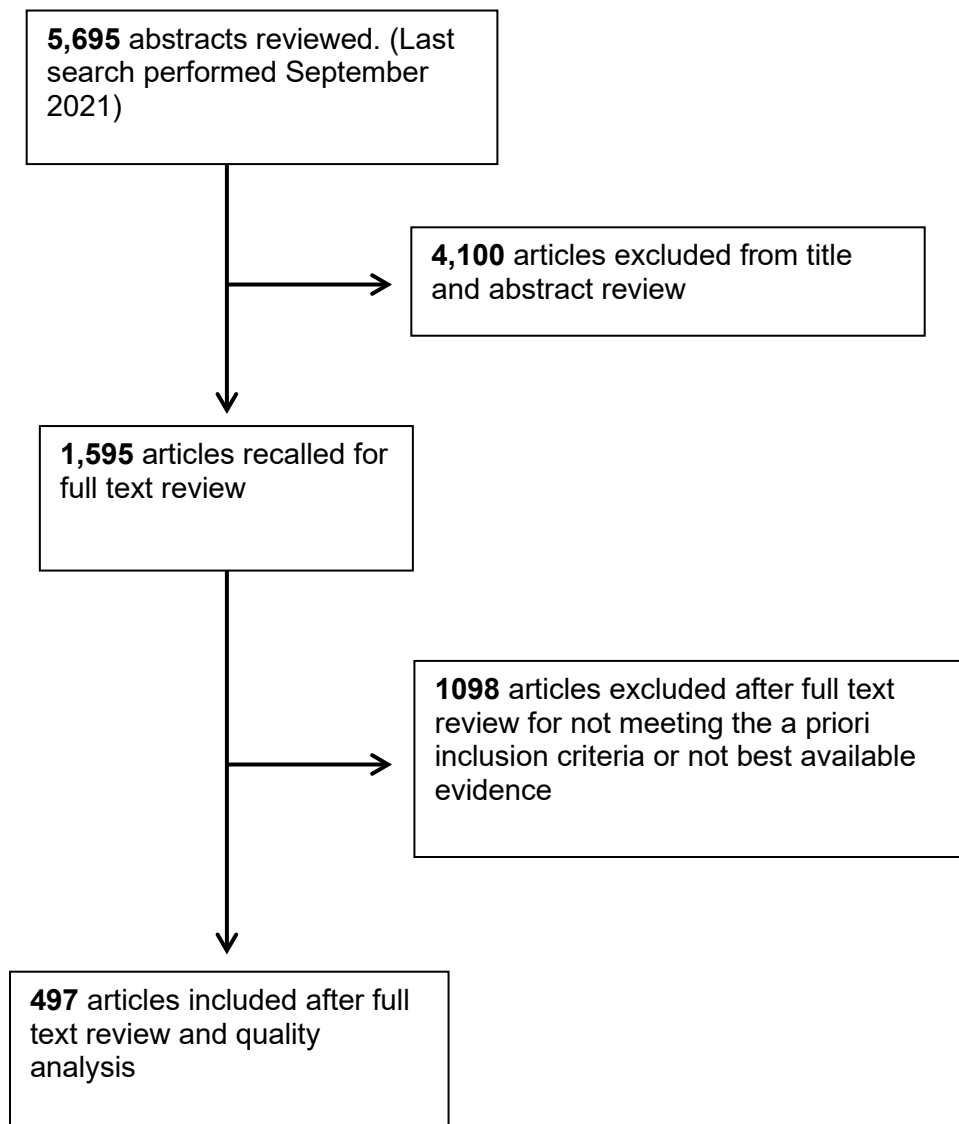 5,695 abstracts reviewed. (Last
search performed September
2021)
4,100 articles excluded from title
and abstract review
1,595 articles recalled for
full text review
1098 articles excluded after full text
review for not meeting the a priori
inclusion criteria or not best available
evidence
497 articles included after full
text review and quality
analysis